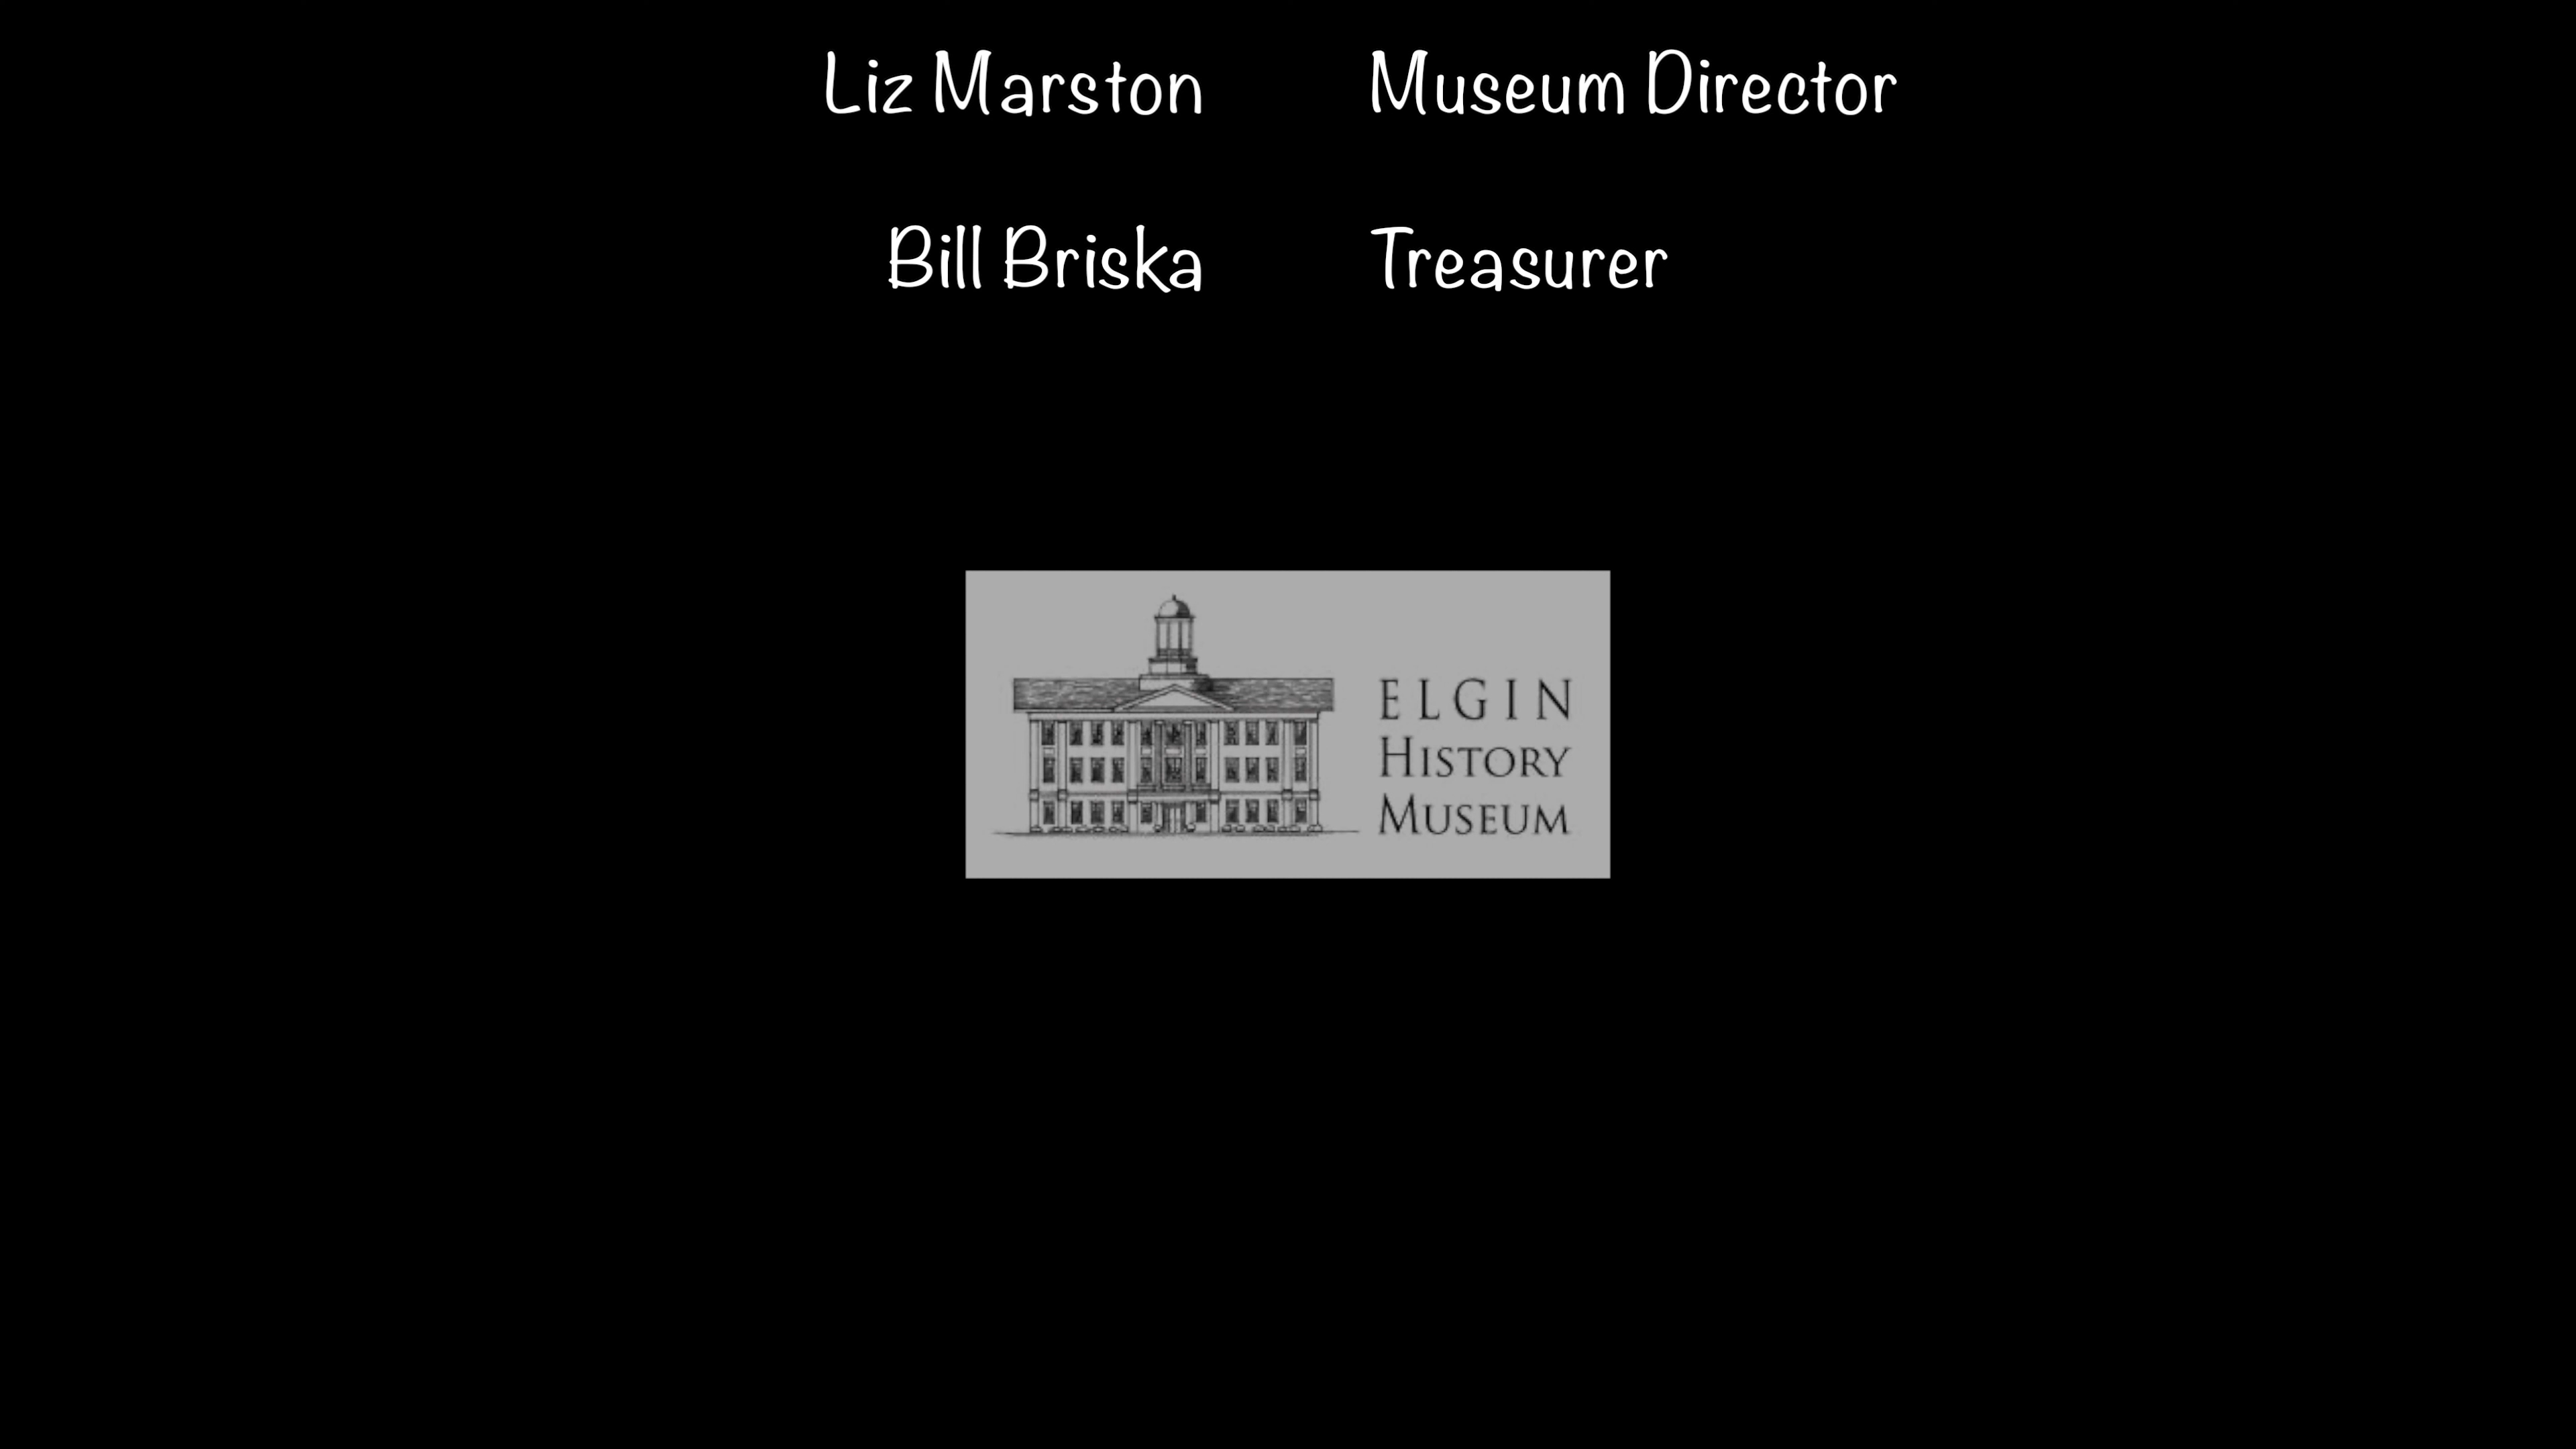 Liz Marston Museum Director
Bill Briska Treasurer
ELGIN
HISTORY
MUSEUM